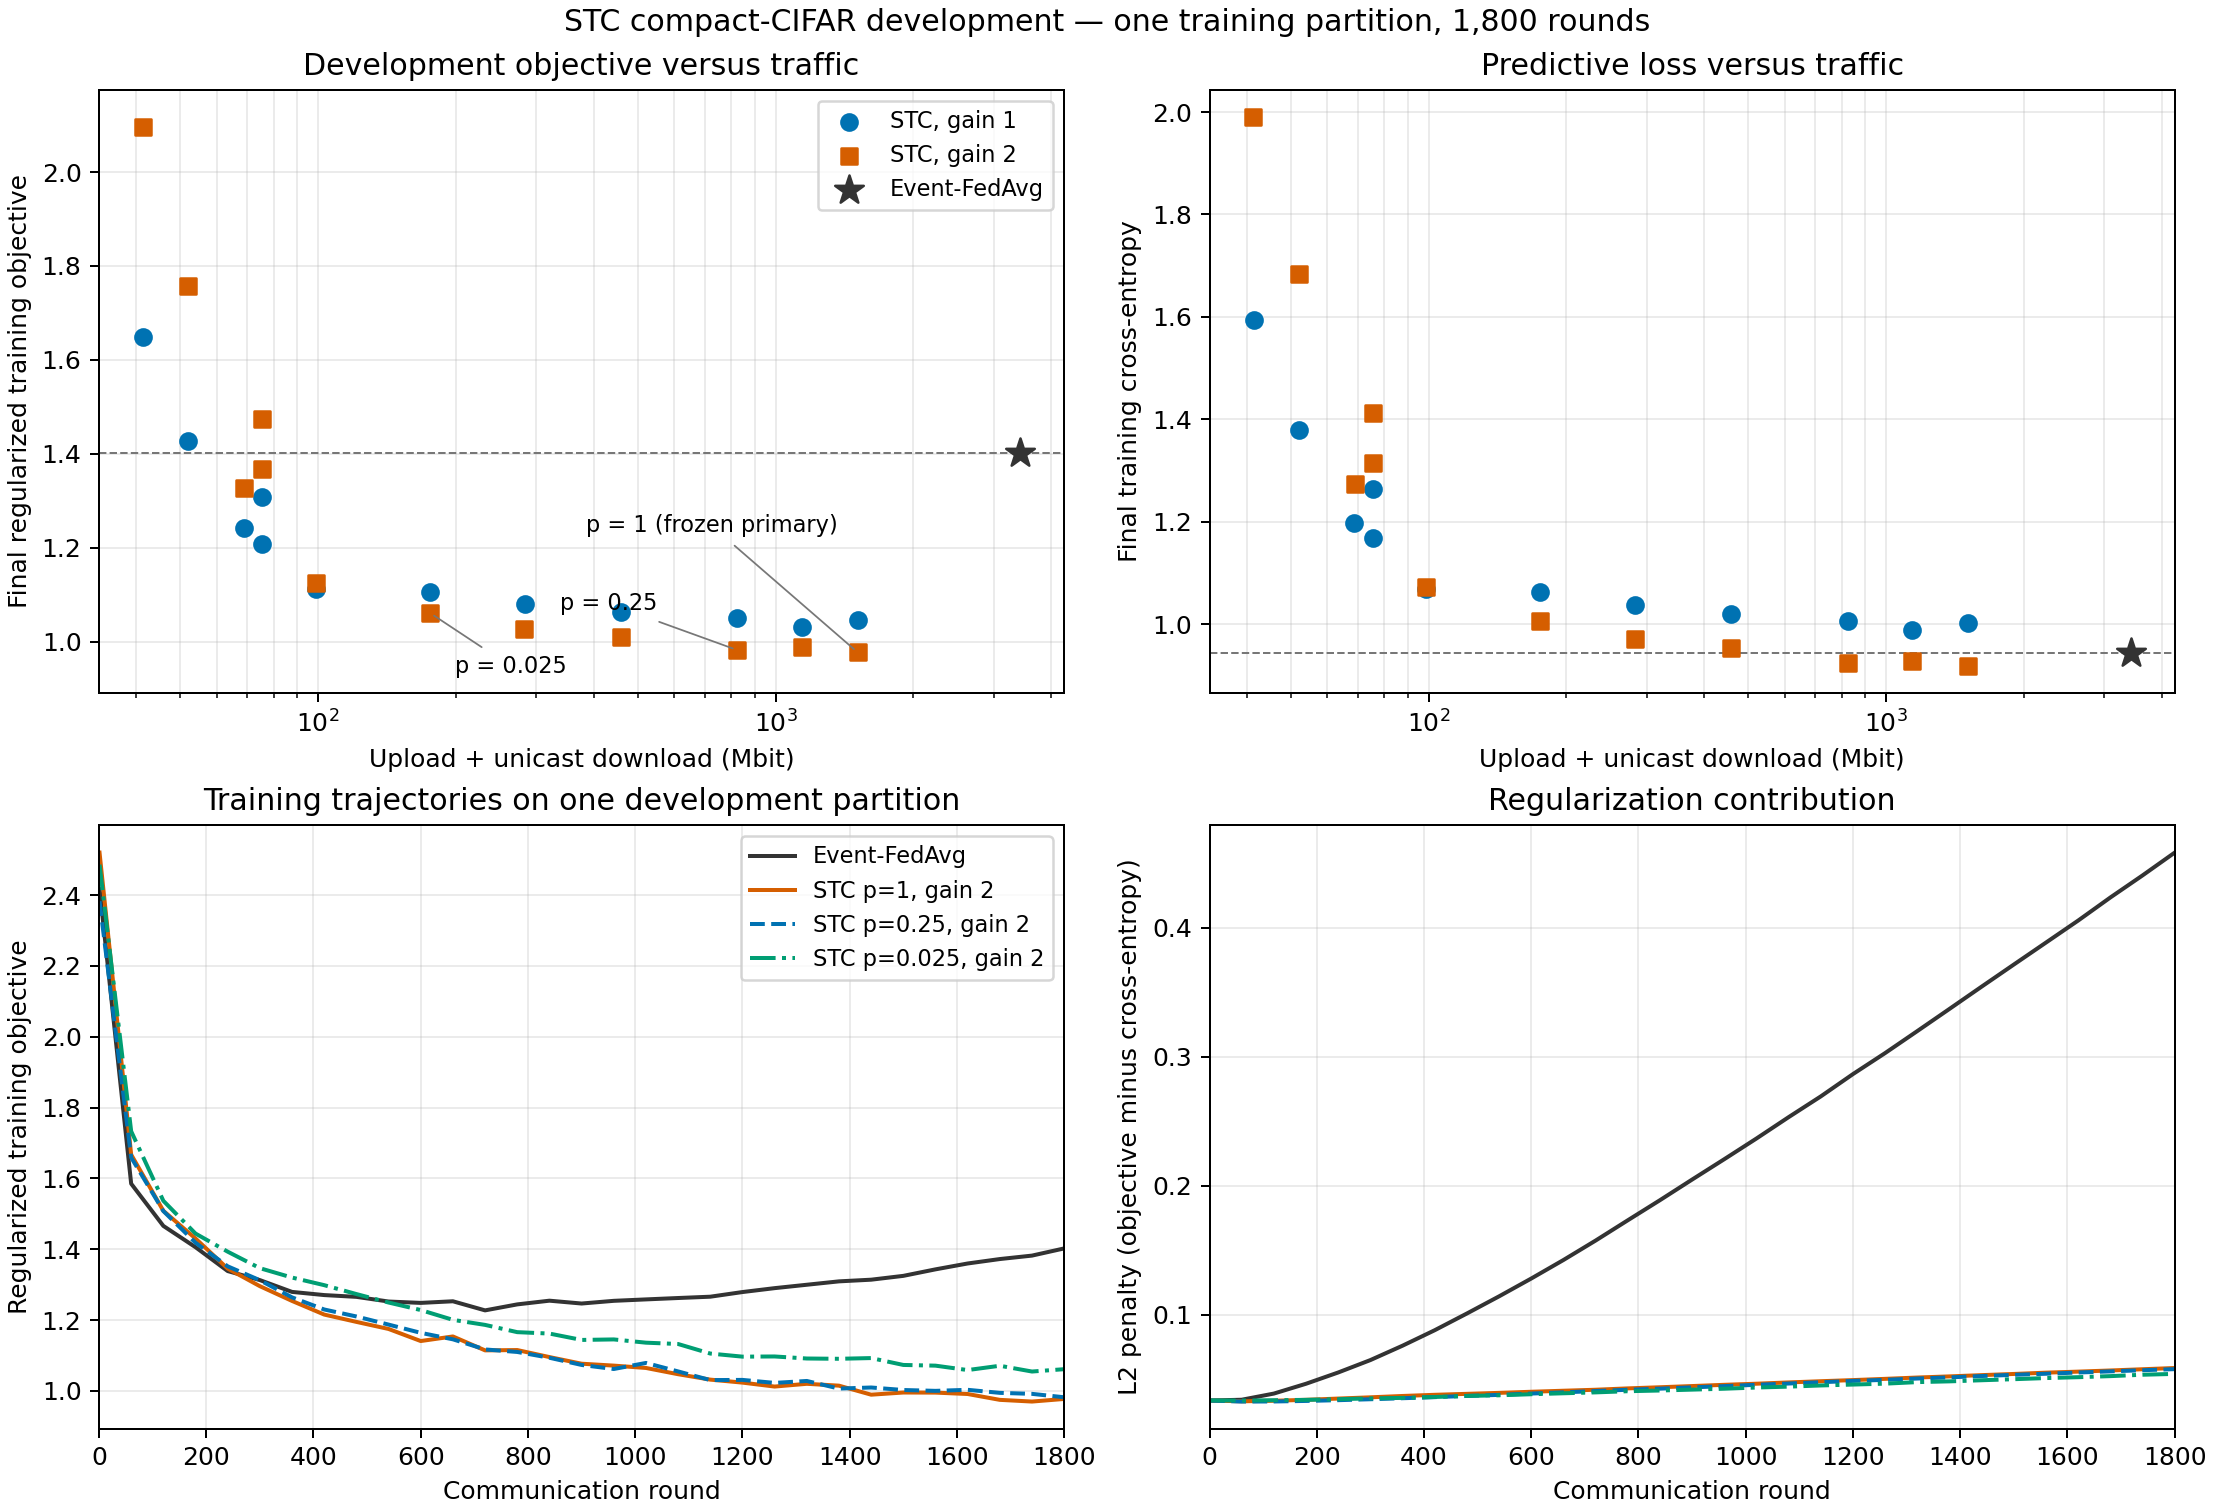 STC compact-CIFAR development — one training partition, 1,800 rounds
Development objective versus traffic
Final regularized training objective
2.0
1.8
1.6
1.4
1.2
1.0
STC, gain 1
STC, gain 2
Event-FedAvg
p = 1 (frozen primary)
p = 0.25
p = 0.025
10²
10³
Upload + unicast download (Mbit)
Predictive loss versus traffic
Final training cross-entropy
2.0
1.8
1.6
1.4
1.2
1.0
10²
10³
Upload + unicast download (Mbit)
Training trajectories on one development partition
Regularized training objective
2.4
2.2
2.0
1.8
1.6
1.4
1.2
1.0
Event-FedAvg
STC p=1, gain 2
STC p=0.25, gain 2
STC p=0.025, gain 2
0 200 400 600 800 1000 1200 1400 1600 1800
Communication round
Regularization contribution
L2 penalty (objective minus cross-entropy)
0.4
0.3
0.2
0.1
0 200 400 600 800 1000 1200 1400 1600 1800
Communication round